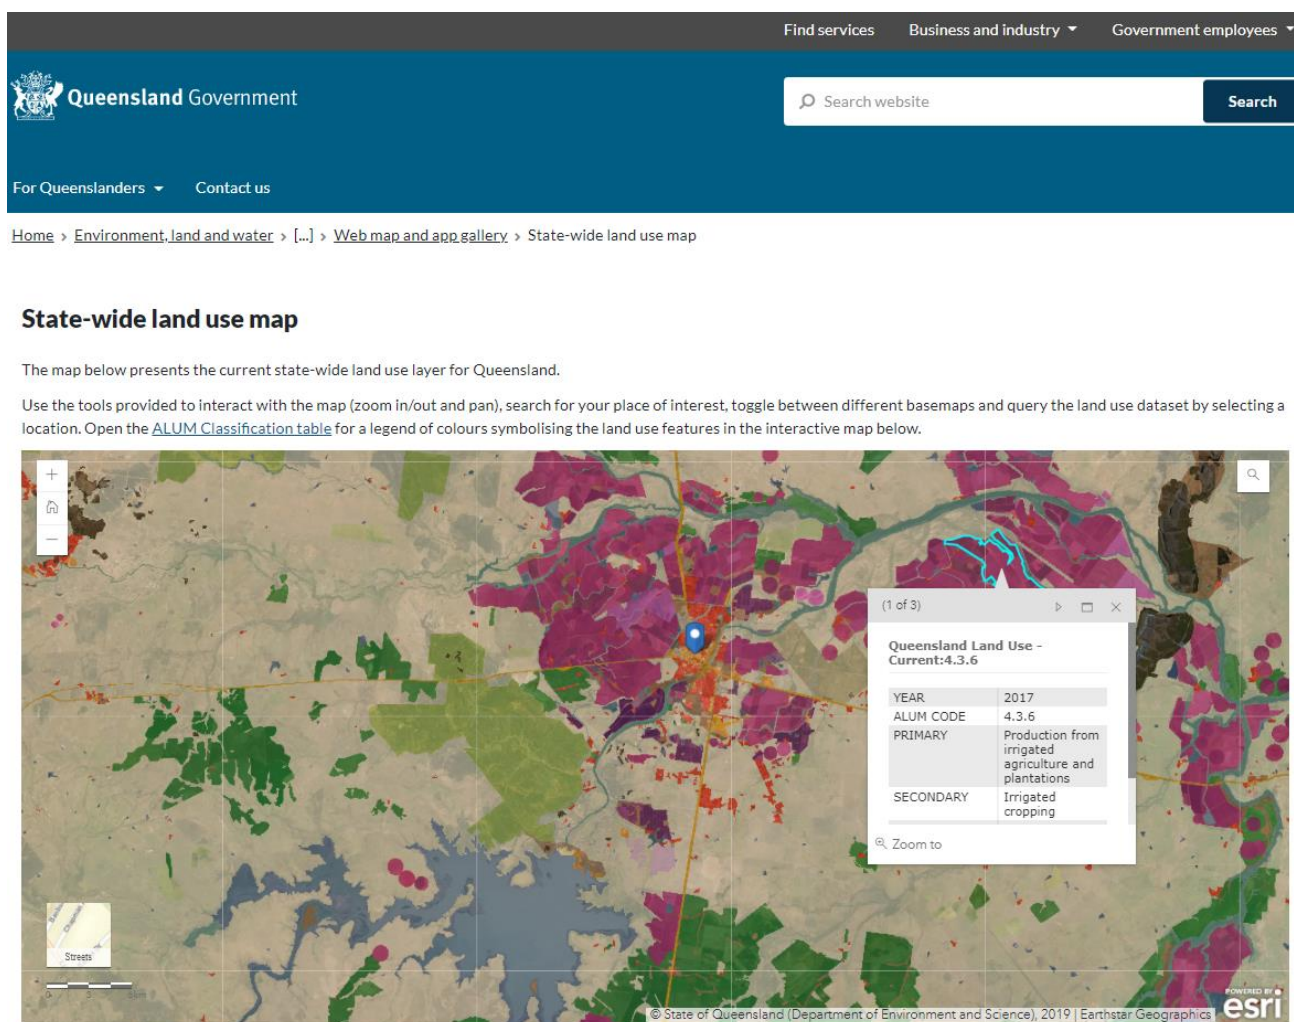 Find services Business and industry Government employees
Queensland Government
Search website Search
For Queenslanders Contact us
Home > Environment, land and water > [...] > Web map and app gallery > State-wide land use map
State-wide land use map
The map below presents the current state-wide land use layer for Queensland.
Use the tools provided to interact with the map (zoom in/out and pan), search for your place of interest, toggle between different basemaps and query the land use dataset by selecting a
location. Open the ALUM Classification table for a legend of colours symbolising the land use features in the interactive map below.
(1 of 3)
Queensland Land Use -
Current:4.3.6
YEAR 2017
ALUM CODE 4.3.6
PRIMARY Production from
irrigated
agriculture and
plantations
SECONDARY Irrigated
cropping
Zoom to
Streets
POWERED BY
esri
© State of Queensland (Department of Environment and Science), 2019 | Earthstar Geographics